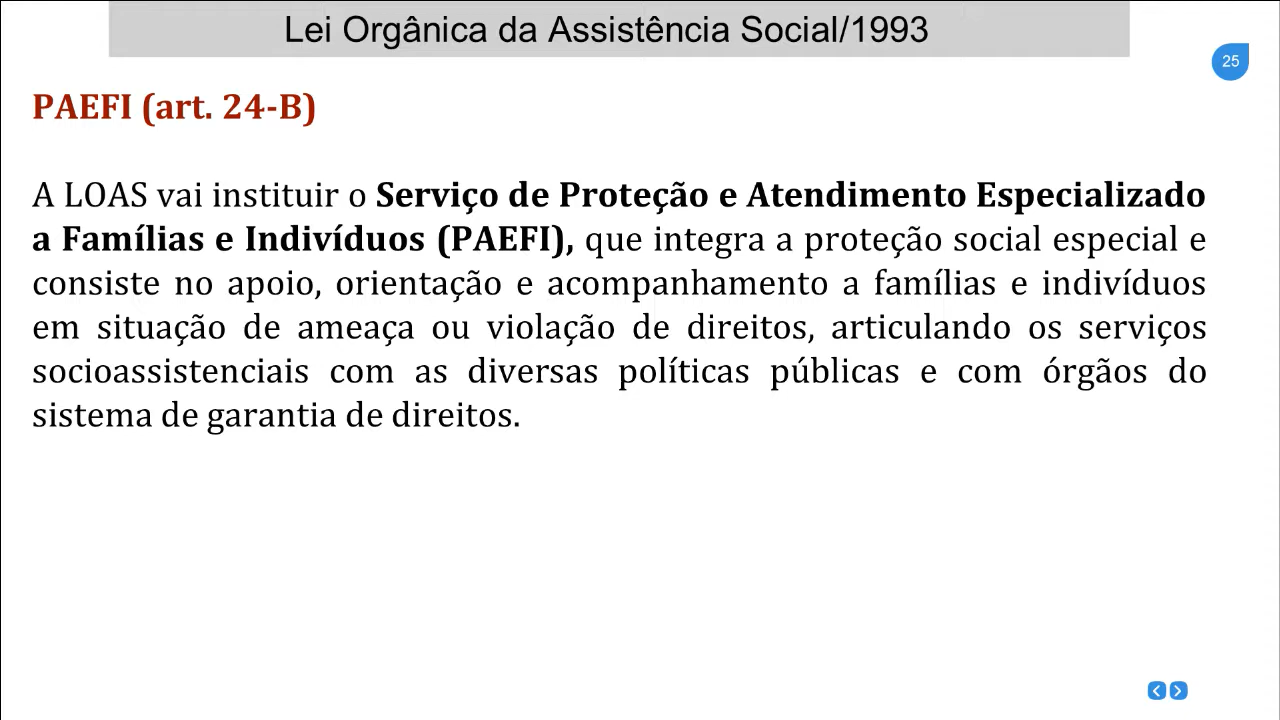 Lei Orgânica da Assistência Social/1993
25
PAEFI (art. 24-B)
A LOAS vai instituir o Serviço de Proteção e Atendimento Especializado
a Famílias e Indivíduos (PAEFI), que integra a proteção social especial e
consiste no apoio, orientação e acompanhamento a famílias e indivíduos
em situação de ameaça ou violação de direitos, articulando os serviços
socioassistenciais com as diversas políticas públicas e com órgãos do
sistema de garantia de direitos.